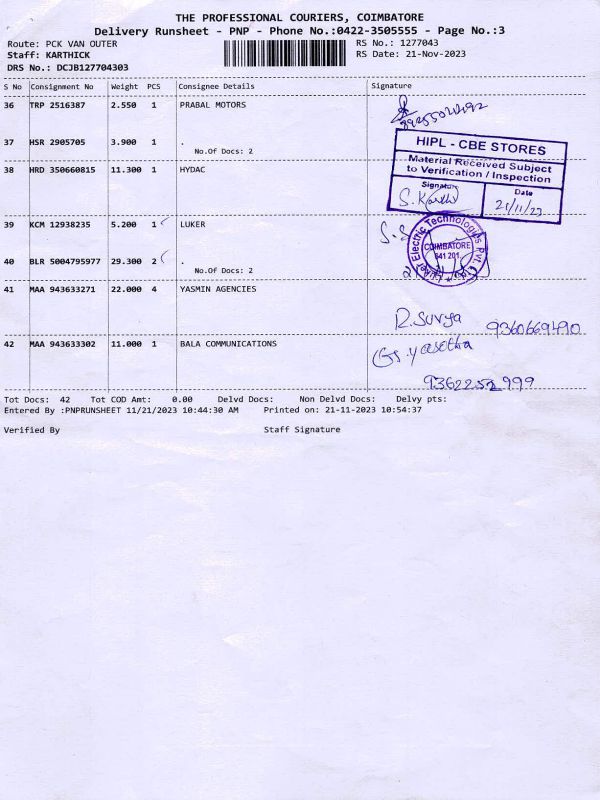 THE PROFESSIONAL COURIERS, COIMBATORE
Delivery Runsheet - PNP - Phone No.:0422-3505555 - Page No.:3
Route: PCK VAN OUTER RS No.: 1277043
Staff: KARTHICK RS Date: 21-Nov-2023
DRS No.: DCJB127704303
S No Consignment No Weight PCS Consignee Details Signature
36 TRP 2516387 2.550 1 PRABAL MOTORS
37 HSR 2905705 3.900 1 .
No.Of Docs: 2
HIPL - CBE STORES
Material Received Subject
to Verification / Inspection
Signature Date
S. Karthi 21/11/23
38 HRD 350660815 11.300 1 HYDAC
39 KCM 12938235 5.200 1 LUKER
40 BLR 5004795977 29.300 2 .
No.Of Docs: 2
Luker Electric Technologies Pvt. Ltd
COIMBATORE
641 201.
41 MAA 943633271 22.000 4 YASMIN AGENCIES
R. Surya 9360669490
42 MAA 943633302 11.000 1 BALA COMMUNICATIONS
9362252999
Tot Docs: 42 Tot COD Amt: 0.00 Delvd Docs: Non Delvd Docs: Delvy pts:
Entered By :PNPRUNSHEET 11/21/2023 10:44:30 AM Printed on: 21-11-2023 10:54:37
Verified By Staff Signature